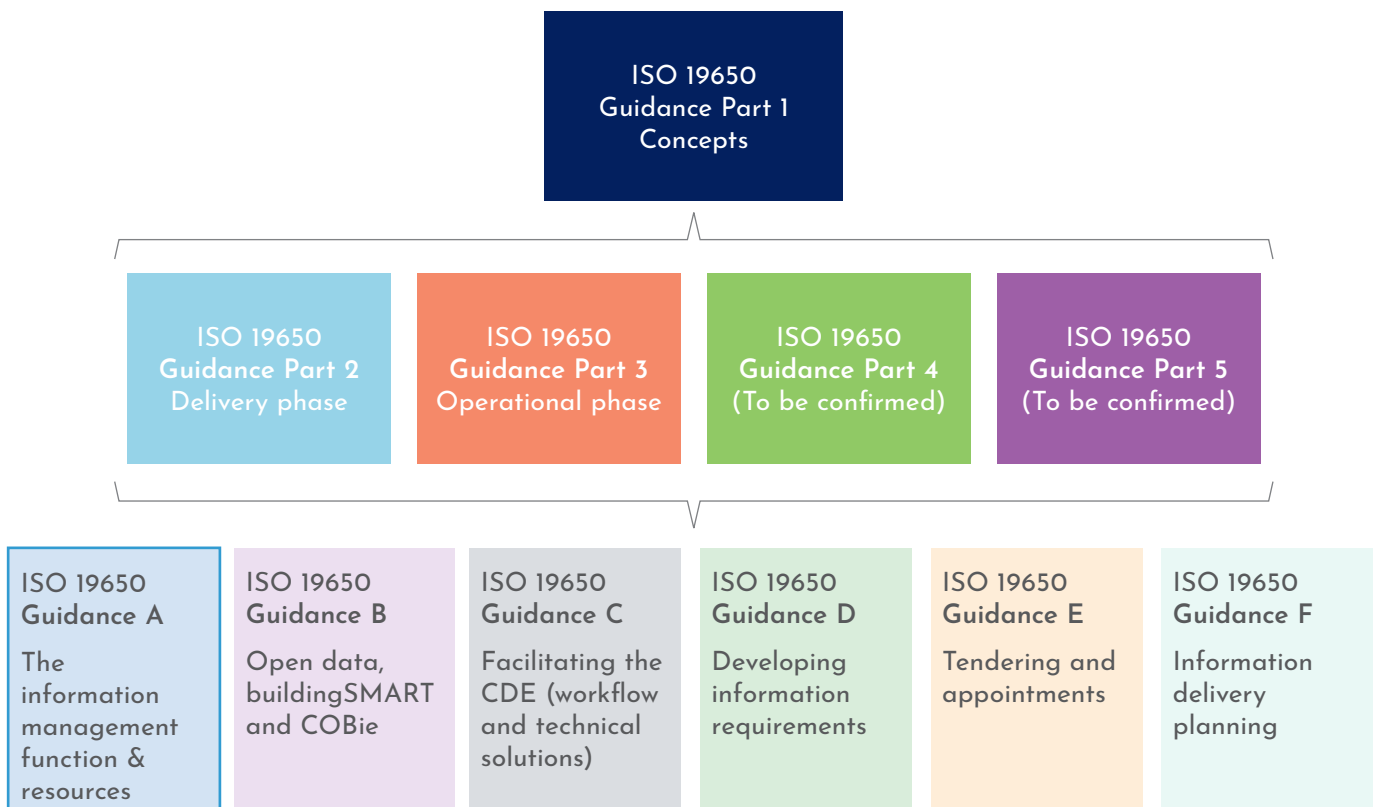 ISO 19650
Guidance Part 1
Concepts
ISO 19650
Guidance Part 2
Delivery phase
ISO 19650
Guidance Part 3
Operational phase
ISO 19650
Guidance Part 4
(To be confirmed)
ISO 19650
Guidance Part 5
(To be confirmed)
ISO 19650
Guidance A
The
information
management
function &
resources
ISO 19650
Guidance B
Open data,
buildingSMART
and COBie
ISO 19650
Guidance C
Facilitating the
CDE (workflow
and technical
solutions)
ISO 19650
Guidance D
Developing
information
requirements
ISO 19650
Guidance E
Tendering and
appointments
ISO 19650
Guidance F
Information
delivery
planning